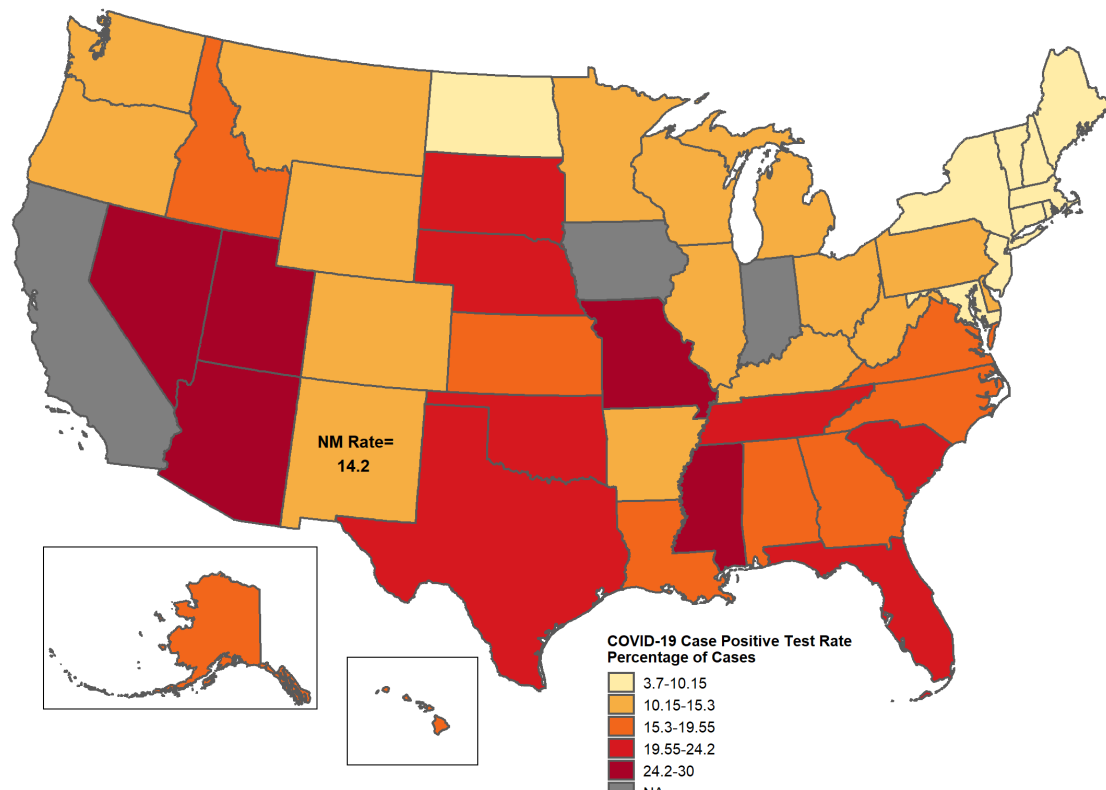 NM Rate=
14.2
COVID-19 Case Positive Test Rate
Percentage of Cases
3.7-10.15
10.15-15.3
15.3-19.55
19.55-24.2
24.2-30
NA